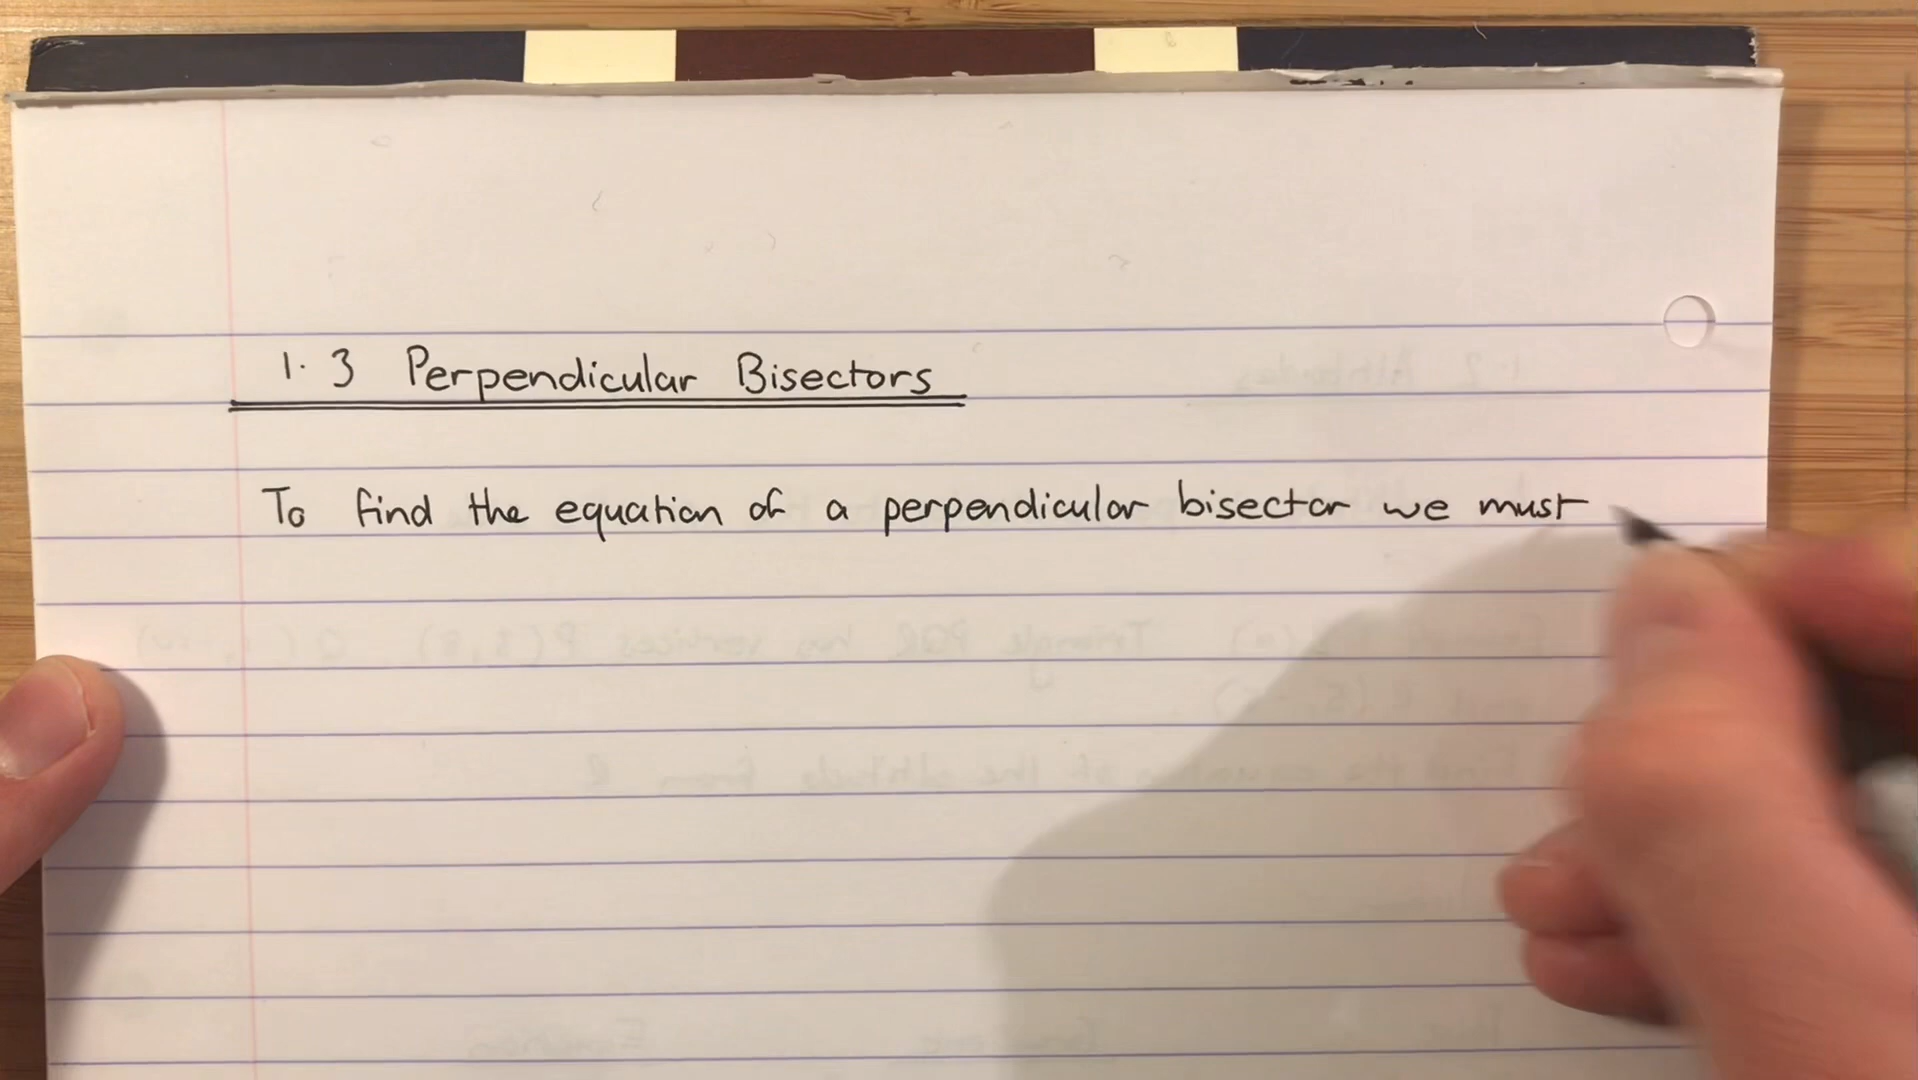 1.3 Perpendicular Bisectors
To find the equation of a perpendicular bisector we must